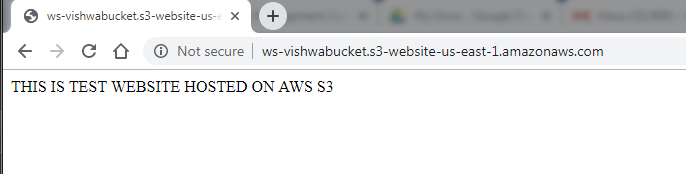 ws-vishwabucket.s3-website-us-e
Not secure
ws-vishwabucket.s3-website-us-east-1.amazonaws.com
THIS IS TEST WEBSITE HOSTED ON AWS S3